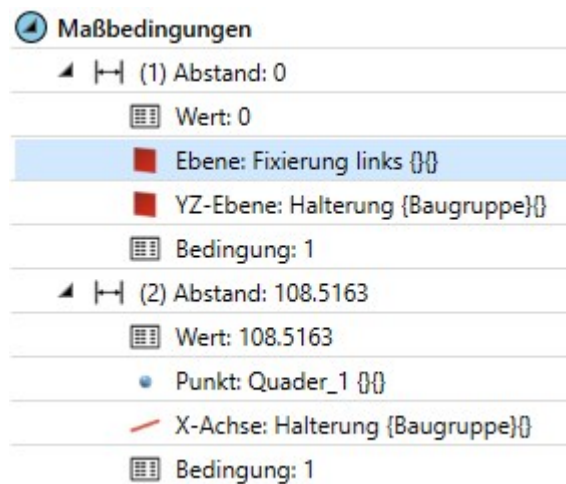 Maßbedingungen
(1) Abstand: 0
Wert: 0
Ebene: Fixierung links {}{}
YZ-Ebene: Halterung {Baugruppe}{}
Bedingung: 1
(2) Abstand: 108.5163
Wert: 108.5163
Punkt: Quader_1 {}{}
X-Achse: Halterung {Baugruppe}{}
Bedingung: 1